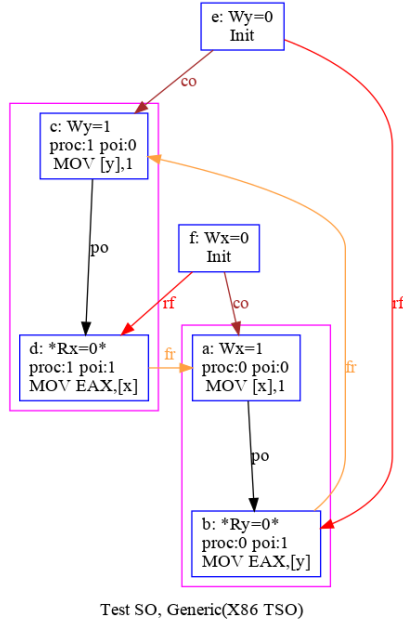 e: Wy=0
Init
co
c: Wy=1
proc:1 poi:0
MOV [y],1
po
f: Wx=0
Init
rf
co
rf
d: *Rx=0*
proc:1 poi:1
MOV EAX,[x]
fr
a: Wx=1
proc:0 poi:0
MOV [x],1
fr
po
b: *Ry=0*
proc:0 poi:1
MOV EAX,[y]
Test SO, Generic(X86 TSO)